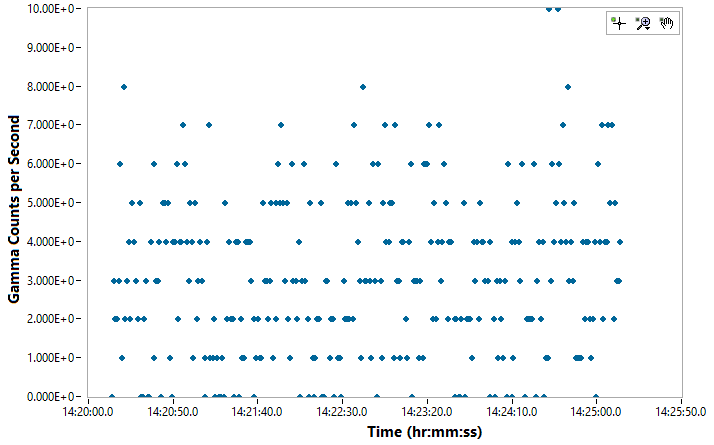 10.00E+0
9.000E+0
8.000E+0
7.000E+0
6.000E+0
5.000E+0
4.000E+0
3.000E+0
2.000E+0
1.000E+0
0.000E+0
Gamma Counts per Second
14:20:00.0 14:20:50.0 14:21:40.0 14:22:30.0 14:23:20.0 14:24:10.0 14:25:00.0 14:25:50.0
Time (hr:mm:ss)